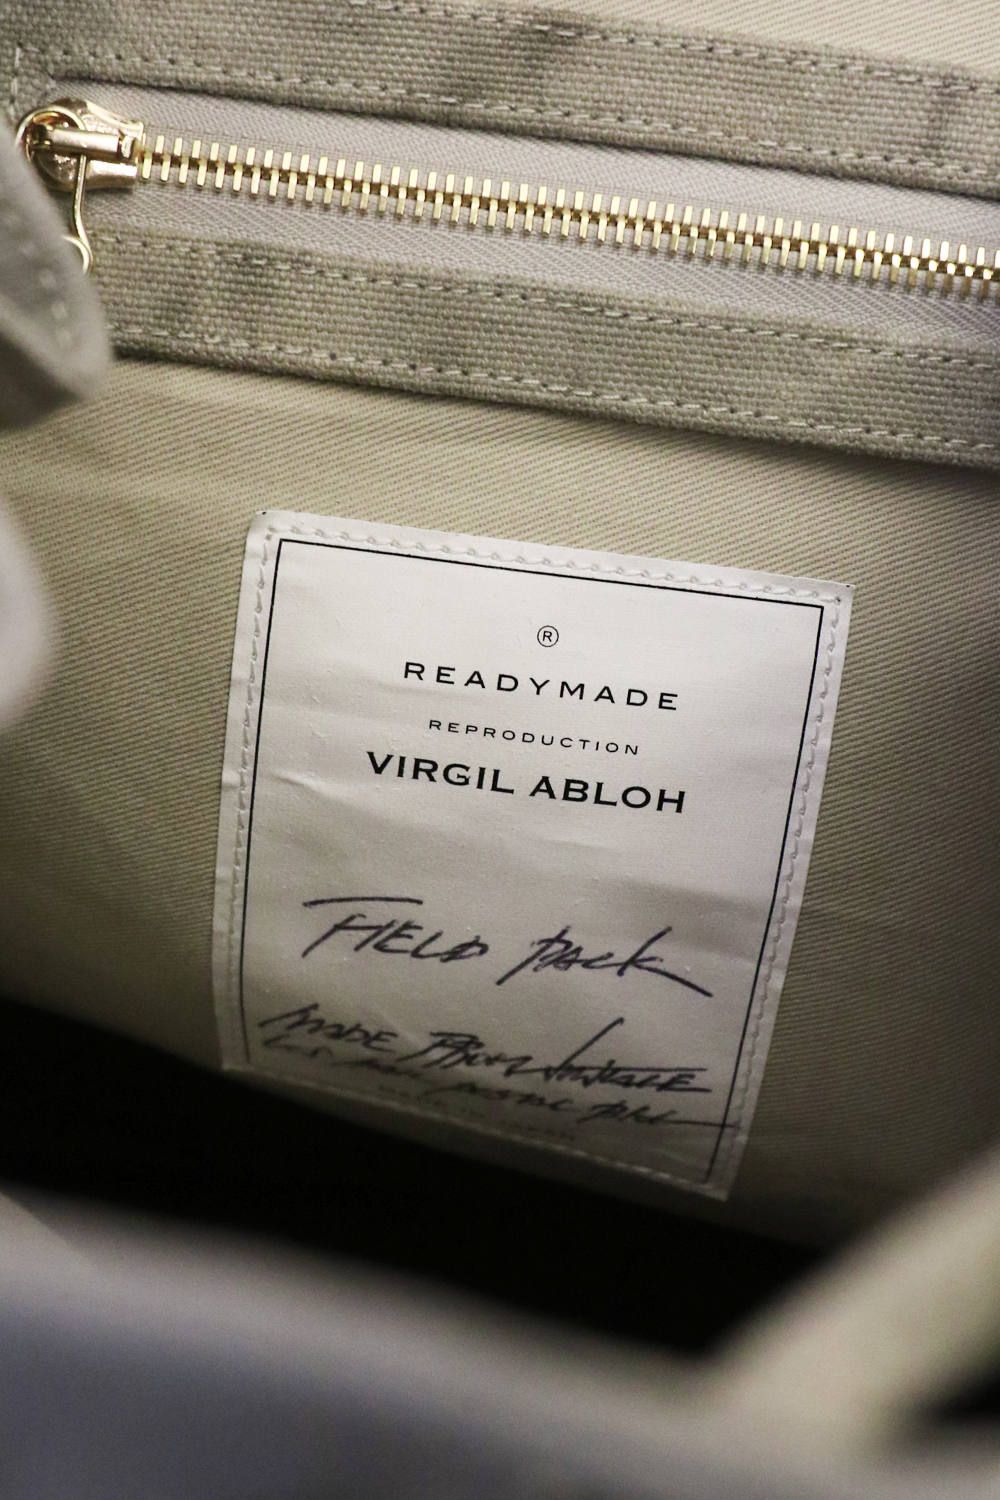 ®
READYMADE
REPRODUCTION
VIRGIL ABLOH
FIELD PACK
MADE FROM VINTAGE